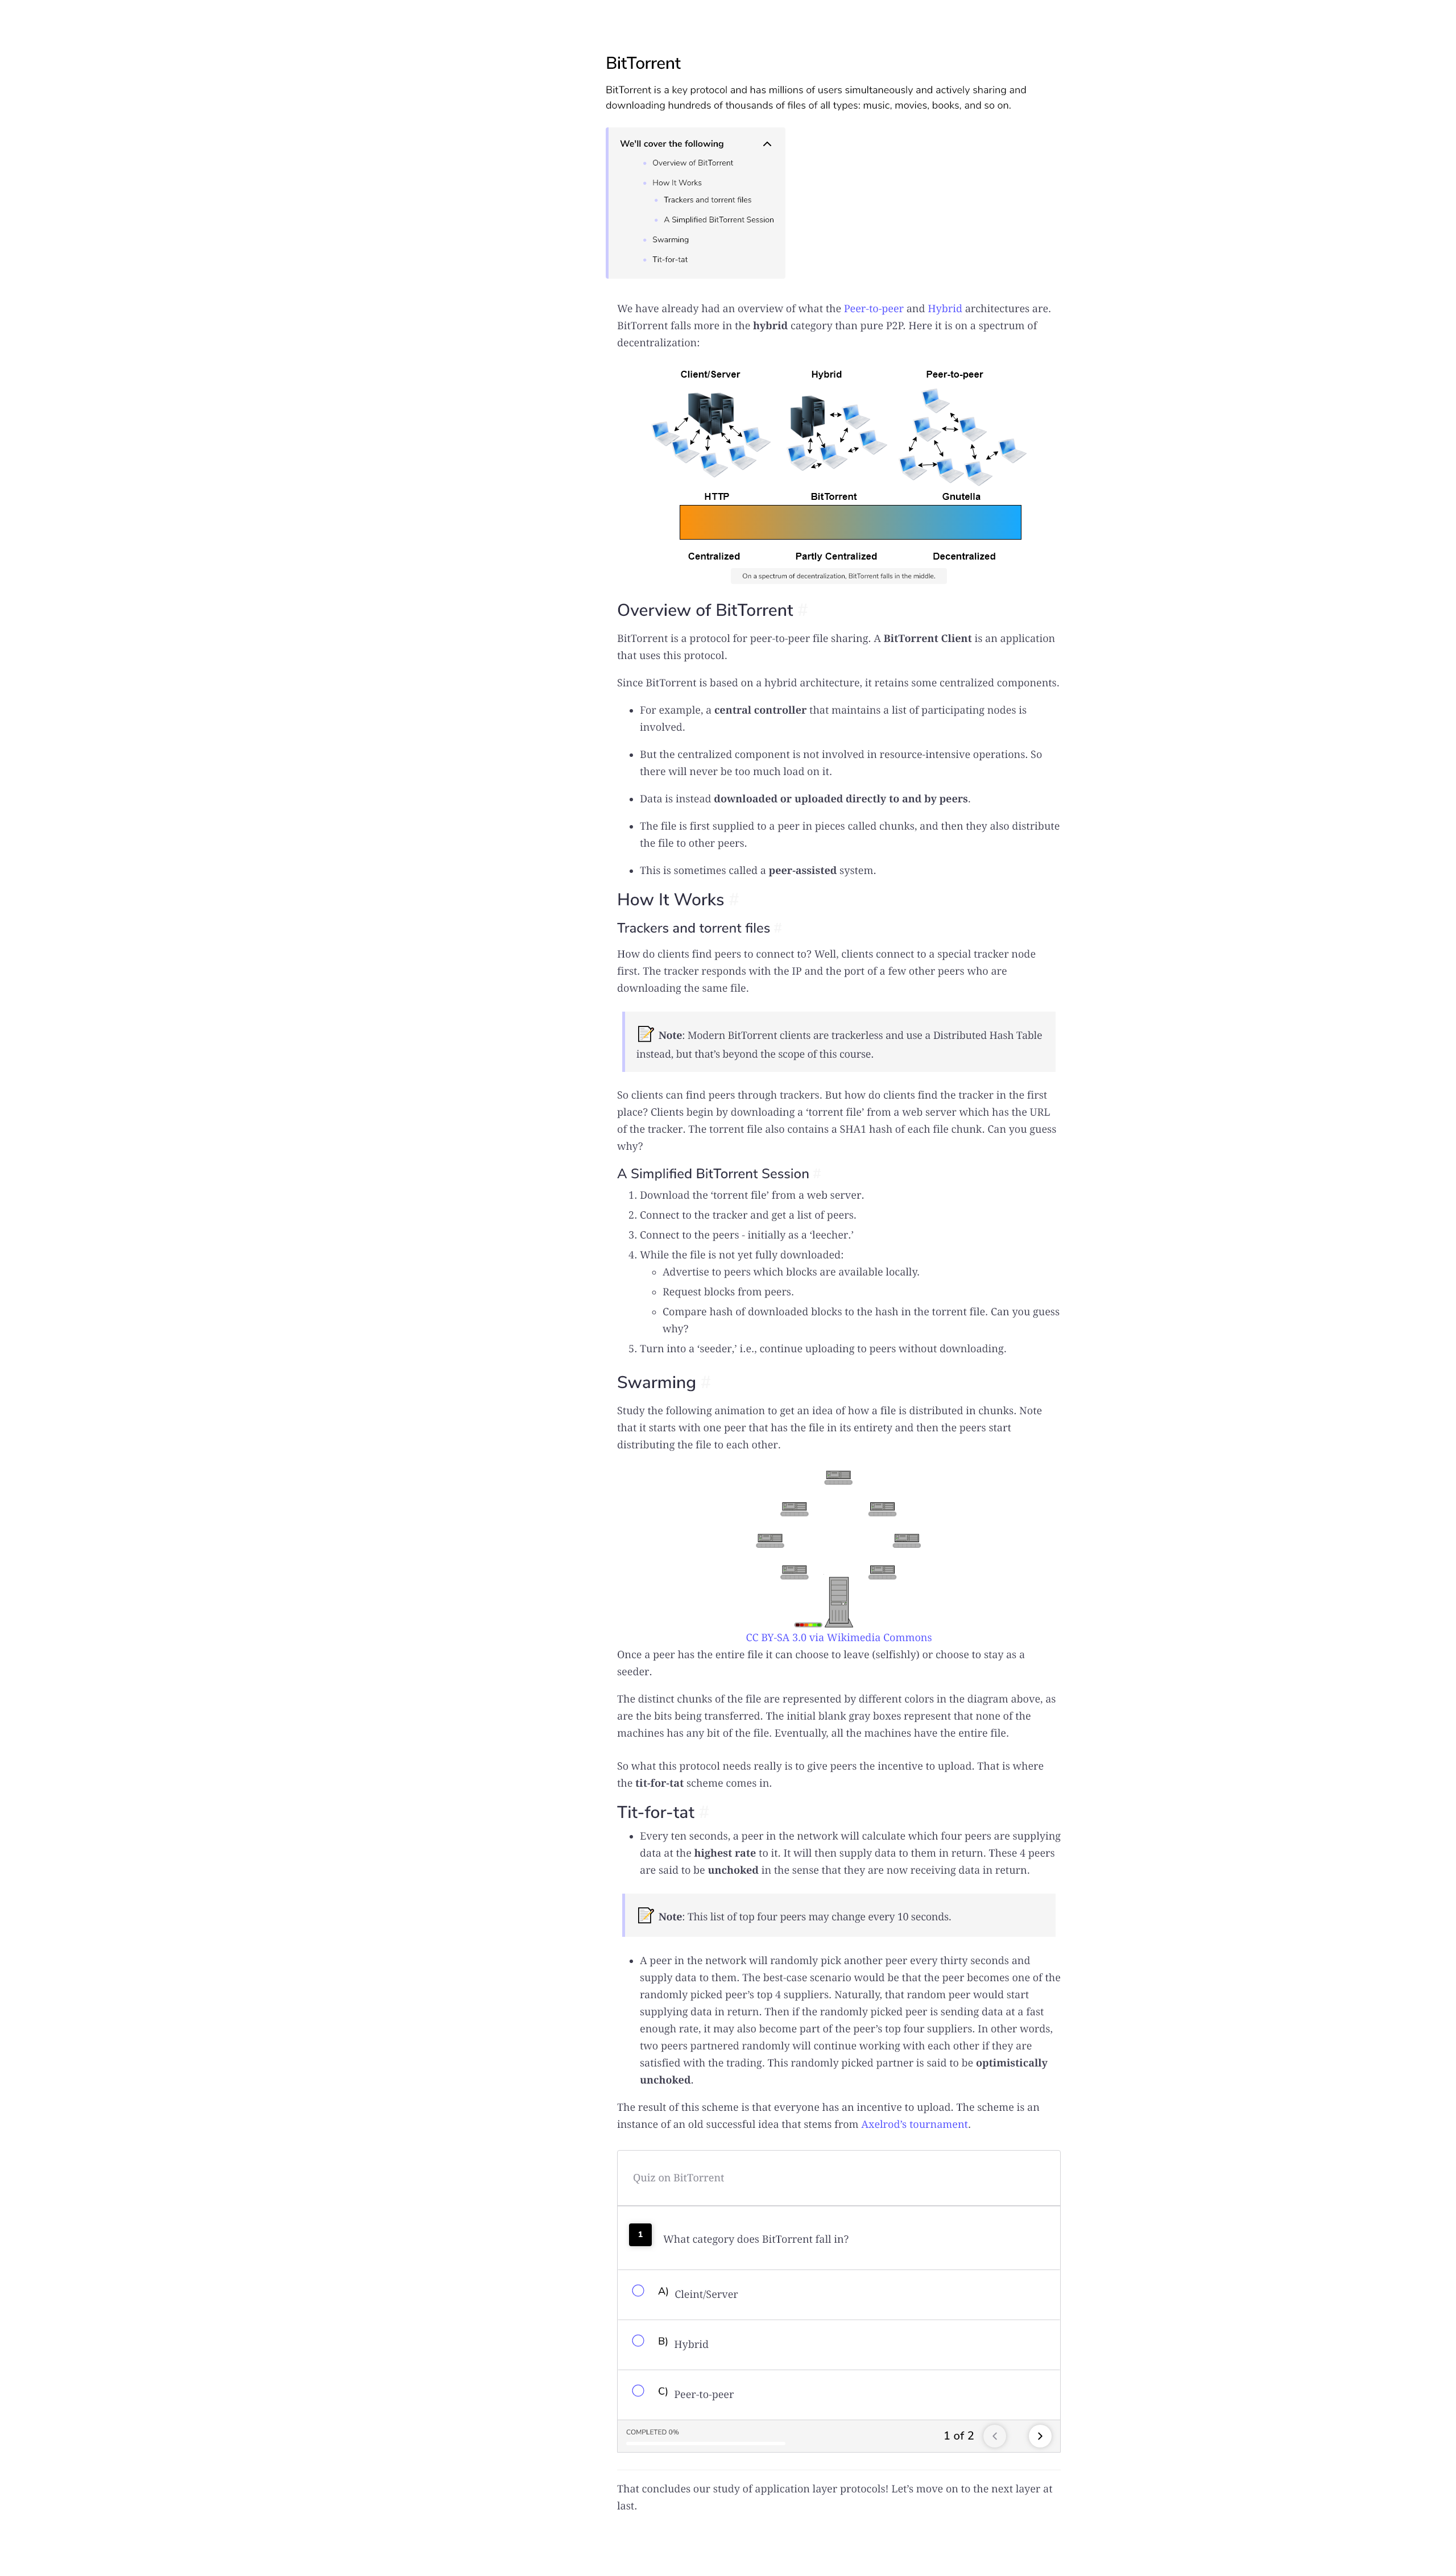 BitTorrent
BitTorrent is a key protocol and has millions of users simultaneously and actively sharing and
downloading hundreds of thousands of files of all types: music, movies, books, and so on.
We'll cover the following
Overview of BitTorrent
How It Works
Trackers and torrent files
A Simplified BitTorrent Session
Swarming
Tit-for-tat
We have already had an overview of what the Peer-to-peer and Hybrid architectures are.
BitTorrent falls more in the hybrid category than pure P2P. Here it is on a spectrum of
decentralization:
Client/Server Hybrid Peer-to-peer
HTTP BitTorrent Gnutella
Centralized Partly Centralized Decentralized
On a spectrum of decentralization, BitTorrent falls in the middle.
Overview of BitTorrent #
BitTorrent is a protocol for peer-to-peer file sharing. A BitTorrent Client is an application
that uses this protocol.
Since BitTorrent is based on a hybrid architecture, it retains some centralized components.
• For example, a central controller that maintains a list of participating nodes is
involved.
• But the centralized component is not involved in resource-intensive operations. So
there will never be too much load on it.
• Data is instead downloaded or uploaded directly to and by peers.
• The file is first supplied to a peer in pieces called chunks, and then they also distribute
the file to other peers.
• This is sometimes called a peer-assisted system.
How It Works #
Trackers and torrent files #
How do clients find peers to connect to? Well, clients connect to a special tracker node
first. The tracker responds with the IP and the port of a few other peers who are
downloading the same file.
📝 Note: Modern BitTorrent clients are trackerless and use a Distributed Hash Table
instead, but that’s beyond the scope of this course.
So clients can find peers through trackers. But how do clients find the tracker in the first
place? Clients begin by downloading a ‘torrent file’ from a web server which has the URL
of the tracker. The torrent file also contains a SHA1 hash of each file chunk. Can you guess
why?
A Simplified BitTorrent Session #
1. Download the ‘torrent file’ from a web server.
2. Connect to the tracker and get a list of peers.
3. Connect to the peers - initially as a ‘leecher.’
4. While the file is not yet fully downloaded:
◦ Advertise to peers which blocks are available locally.
◦ Request blocks from peers.
◦ Compare hash of downloaded blocks to the hash in the torrent file. Can you guess
why?
5. Turn into a ‘seeder,’ i.e., continue uploading to peers without downloading.
Swarming #
Study the following animation to get an idea of how a file is distributed in chunks. Note
that it starts with one peer that has the file in its entirety and then the peers start
distributing the file to each other.
CC BY-SA 3.0 via Wikimedia Commons
Once a peer has the entire file it can choose to leave (selfishly) or choose to stay as a
seeder.
The distinct chunks of the file are represented by different colors in the diagram above, as
are the bits being transferred. The initial blank gray boxes represent that none of the
machines has any bit of the file. Eventually, all the machines have the entire file.
So what this protocol needs really is to give peers the incentive to upload. That is where
the tit-for-tat scheme comes in.
Tit-for-tat #
• Every ten seconds, a peer in the network will calculate which four peers are supplying
data at the highest rate to it. It will then supply data to them in return. These 4 peers
are said to be unchoked in the sense that they are now receiving data in return.
📝 Note: This list of top four peers may change every 10 seconds.
• A peer in the network will randomly pick another peer every thirty seconds and
supply data to them. The best-case scenario would be that the peer becomes one of the
randomly picked peer’s top 4 suppliers. Naturally, that random peer would start
supplying data in return. Then if the randomly picked peer is sending data at a fast
enough rate, it may also become part of the peer’s top four suppliers. In other words,
two peers partnered randomly will continue working with each other if they are
satisfied with the trading. This randomly picked partner is said to be optimistically
unchoked.
The result of this scheme is that everyone has an incentive to upload. The scheme is an
instance of an old successful idea that stems from Axelrod’s tournament.
Quiz on BitTorrent
1 What category does BitTorrent fall in?
A) Cleint/Server
B) Hybrid
C) Peer-to-peer
COMPLETED 0% 1 of 2
That concludes our study of application layer protocols! Let’s move on to the next layer at
last.